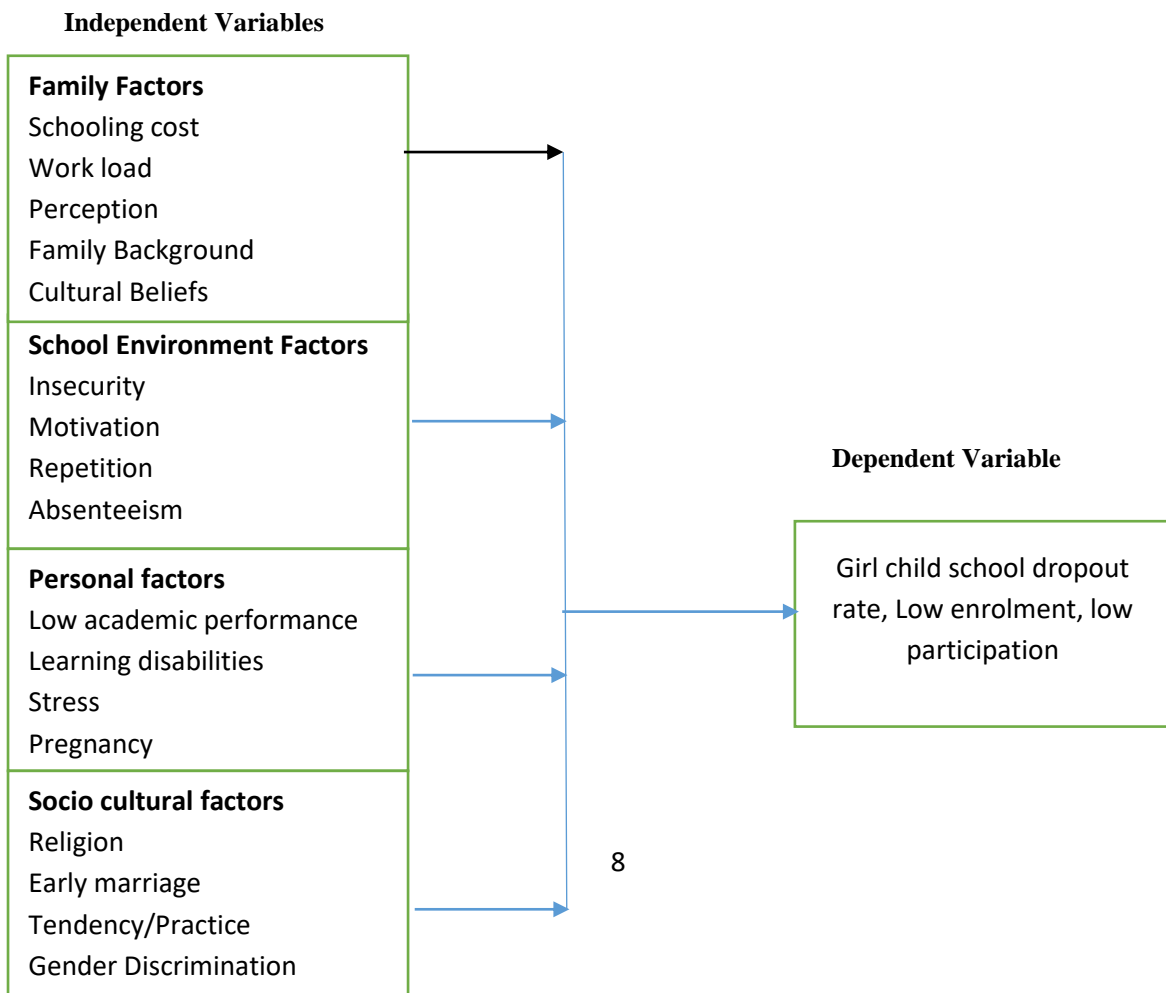 Independent Variables
Family Factors
Schooling cost
Work load
Perception
Family Background
Cultural Beliefs
School Environment Factors
Insecurity
Motivation
Repetition
Absenteeism
Personal factors
Low academic performance
Learning disabilities
Stress
Pregnancy
Socio cultural factors
Religion
Early marriage
Tendency/Practice
Gender Discrimination
Dependent Variable
Girl child school dropout
rate, Low enrolment, low
participation
8